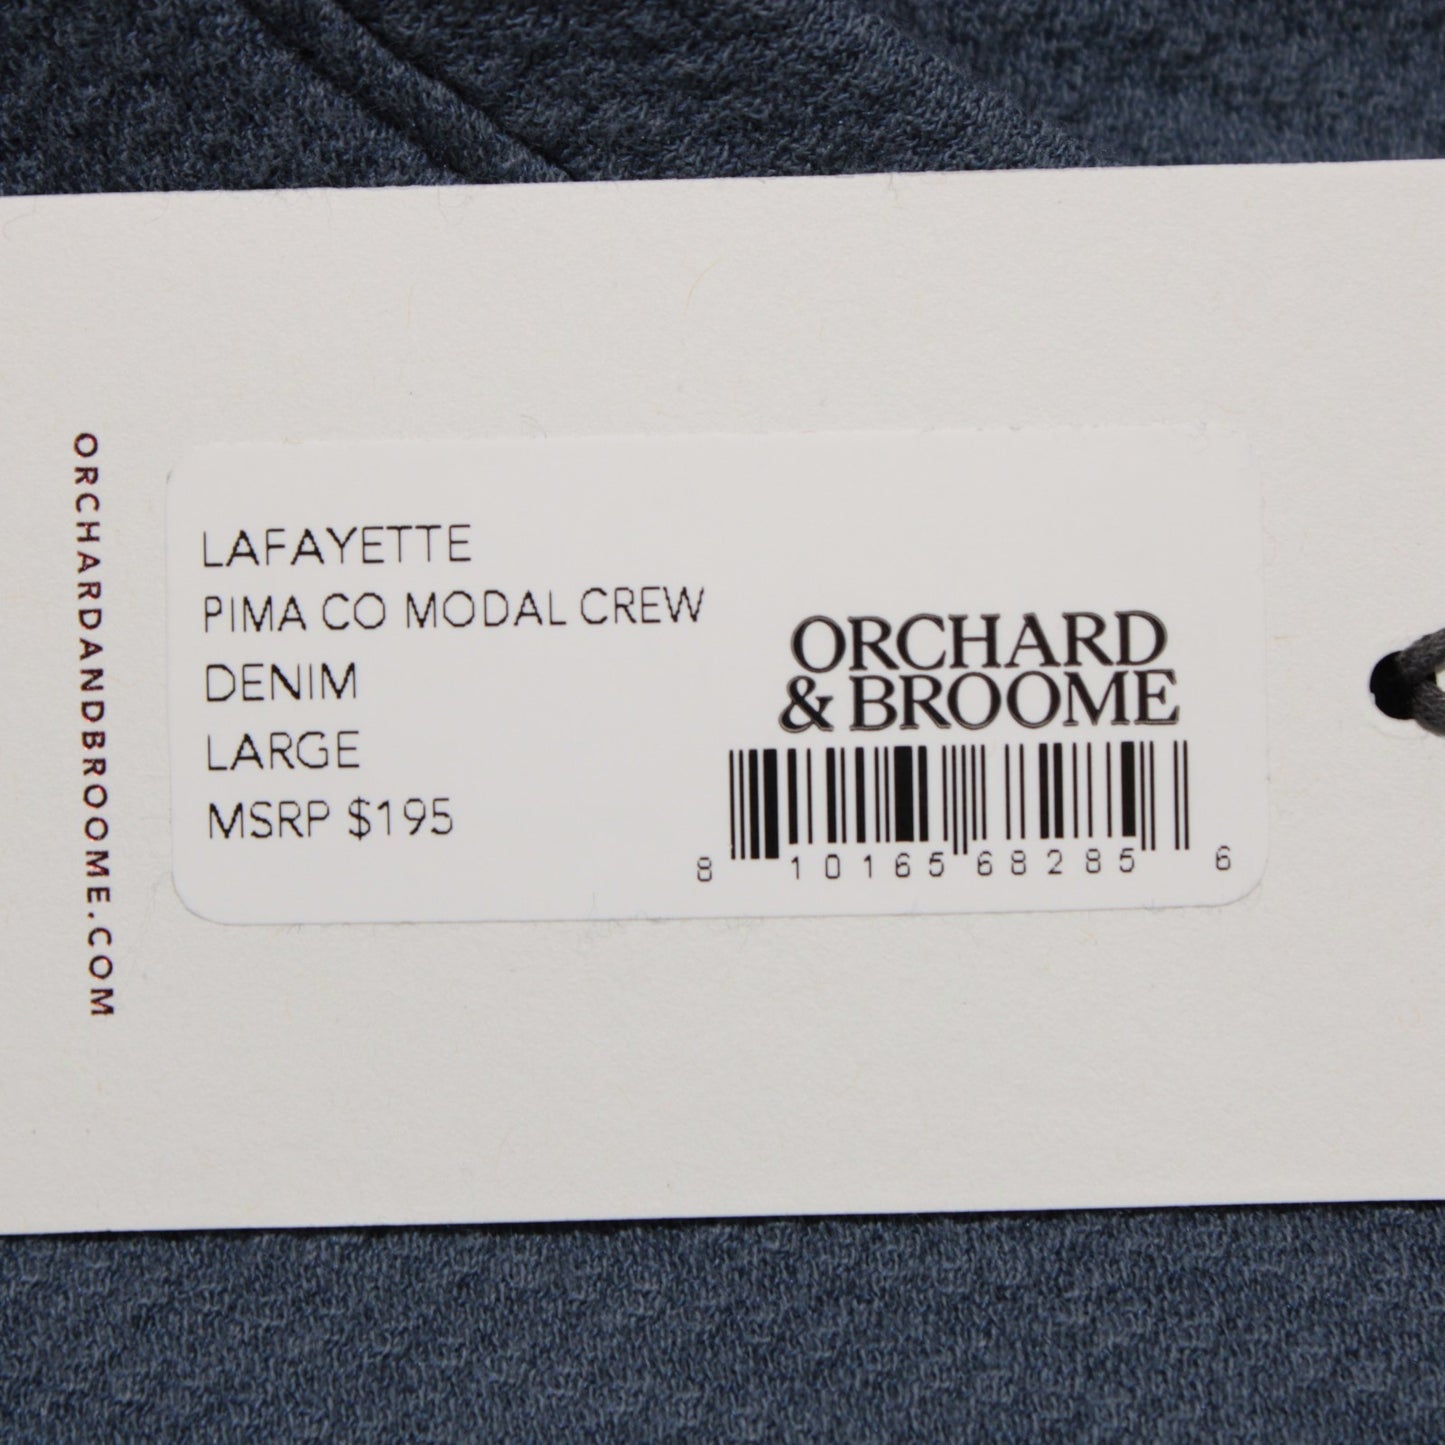 ORCHARDANDBROOME.COM
LAFAYETTE
PIMA CO MODAL CREW
DENIM
LARGE
MSRP $195
ORCHARD
& BROOME
8 10165 68285 6